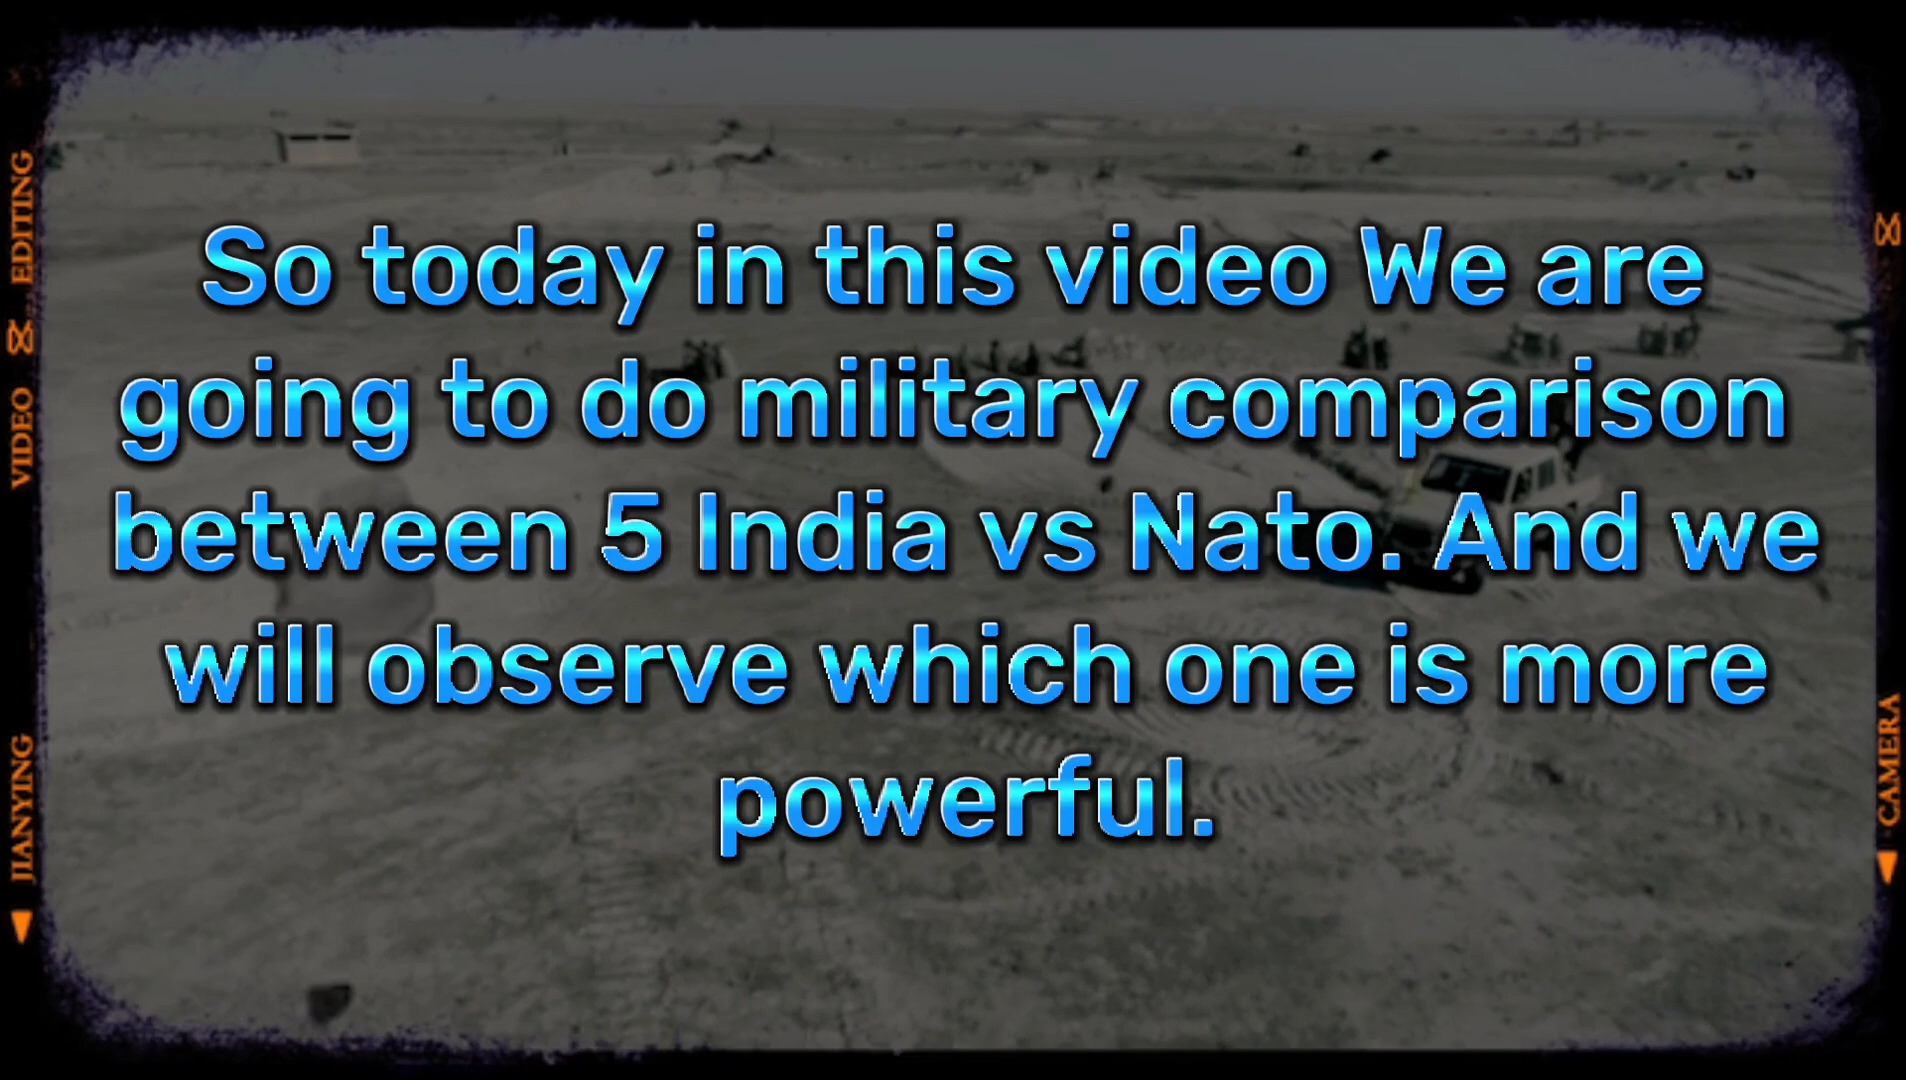 So today in this video We are
going to do military comparison
between 5 India vs Nato. And we
will observe which one is more
powerful.
VIDEO EDITING
JIANYING
CAMERA